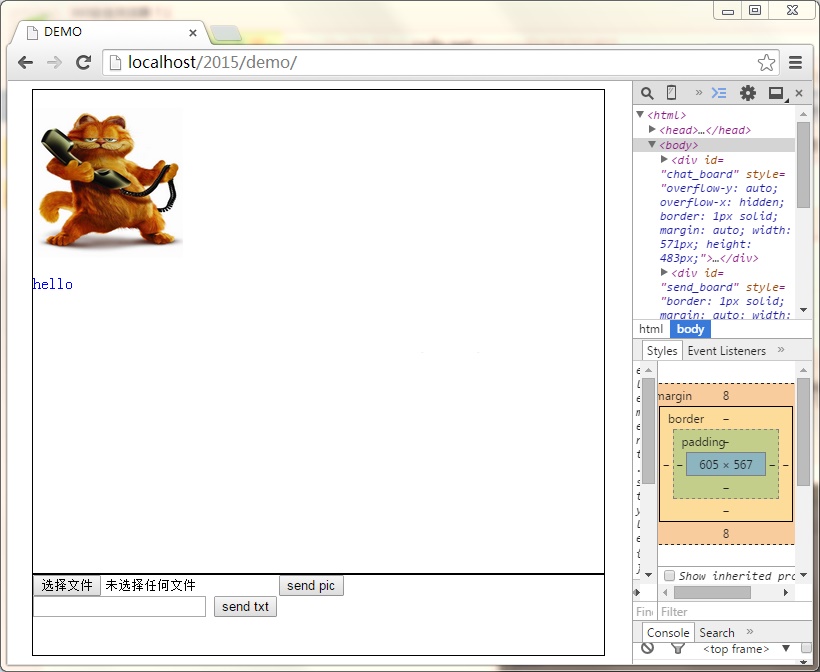 DEMO
localhost/2015/demo/
hello
选择文件 未选择任何文件 send pic
send txt
<html>
<head>…</head>
<body>
<div id=
"chat_board" style=
"overflow-y: auto;
overflow-x: hidden;
border: 1px solid;
margin: auto; width:
571px; height:
483px;">…</div>
<div id=
"send_board" style=
"border: 1px solid;
margin: auto; width:
html body
Styles Event Listeners »
margin 8
border –
padding –
– – 605 × 567 – –
–
–
8
Show inherited pro
Fin Filter
Console Search »
<top frame>